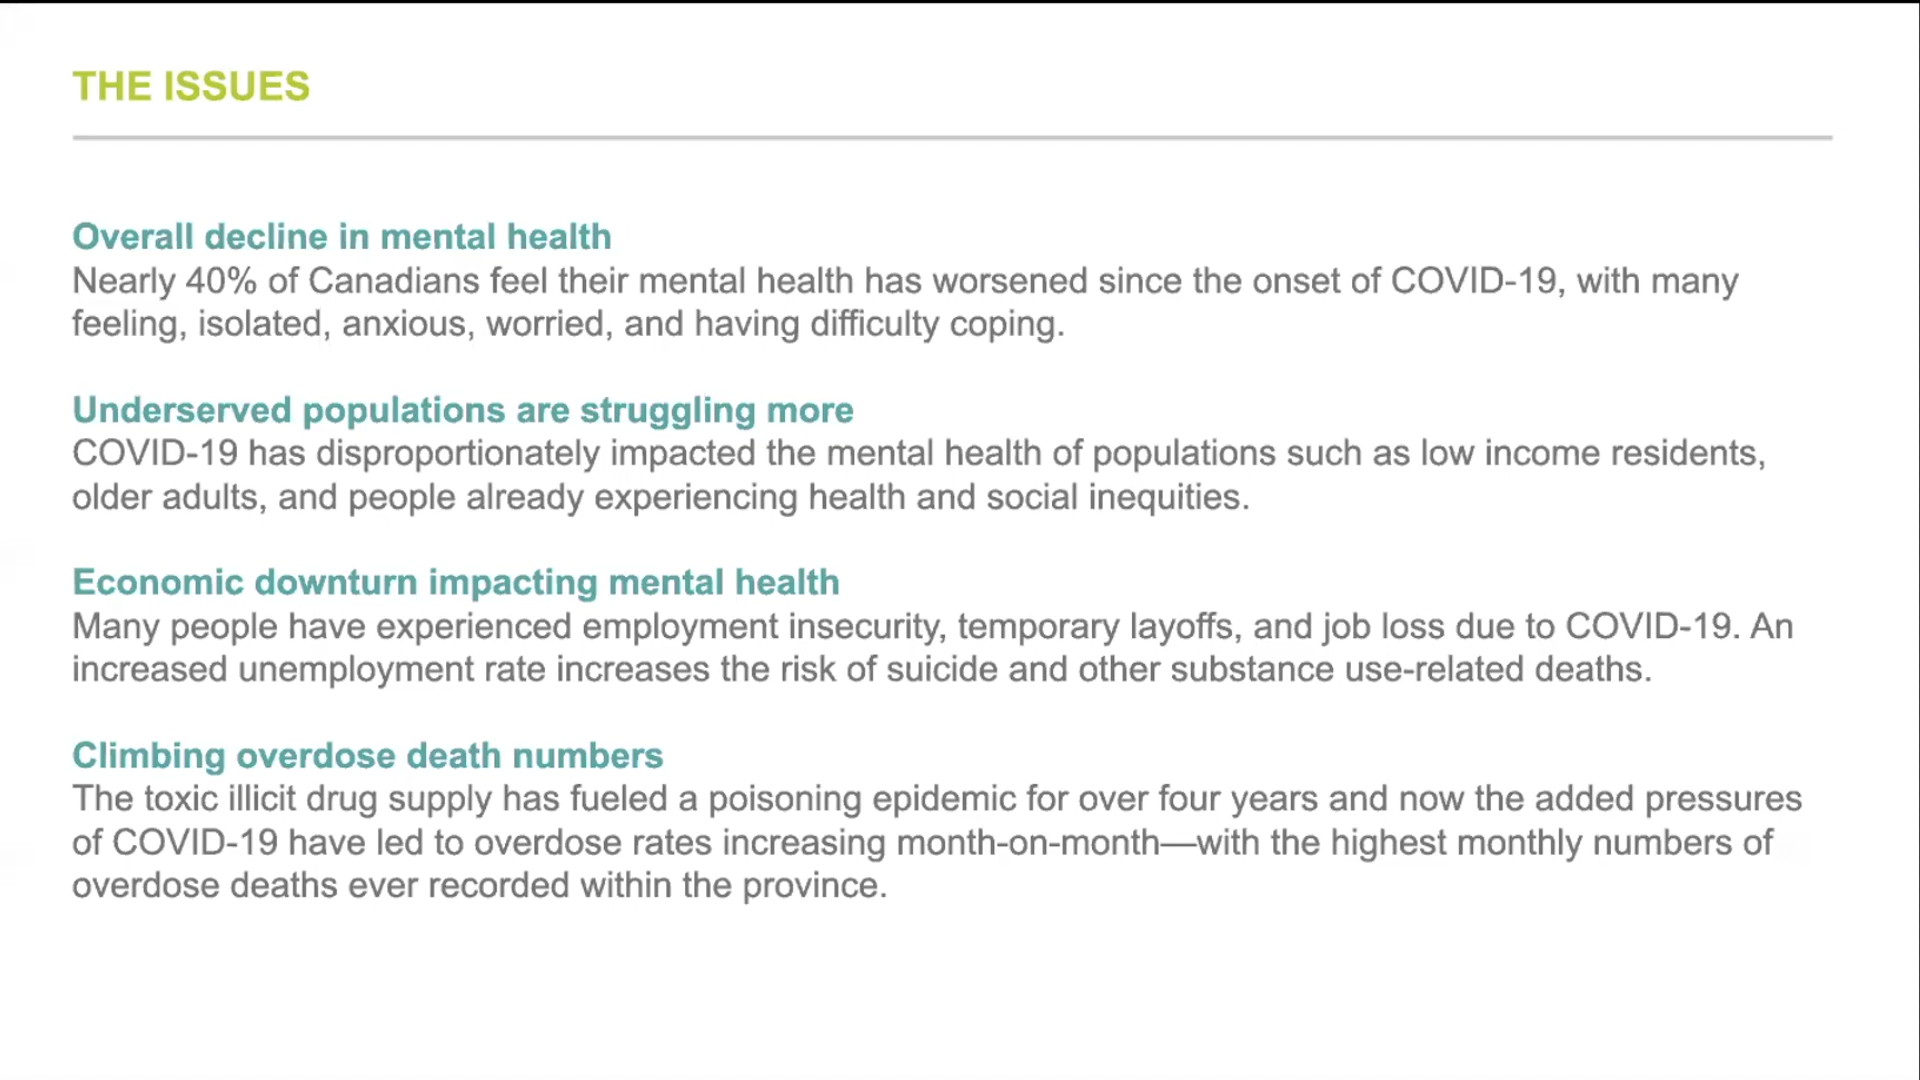 THE ISSUES
Overall decline in mental health
Nearly 40% of Canadians feel their mental health has worsened since the onset of COVID-19, with many
feeling, isolated, anxious, worried, and having difficulty coping.
Underserved populations are struggling more
COVID-19 has disproportionately impacted the mental health of populations such as low income residents,
older adults, and people already experiencing health and social inequities.
Economic downturn impacting mental health
Many people have experienced employment insecurity, temporary layoffs, and job loss due to COVID-19. An
increased unemployment rate increases the risk of suicide and other substance use-related deaths.
Climbing overdose death numbers
The toxic illicit drug supply has fueled a poisoning epidemic for over four years and now the added pressures
of COVID-19 have led to overdose rates increasing month-on-month—with the highest monthly numbers of
overdose deaths ever recorded within the province.